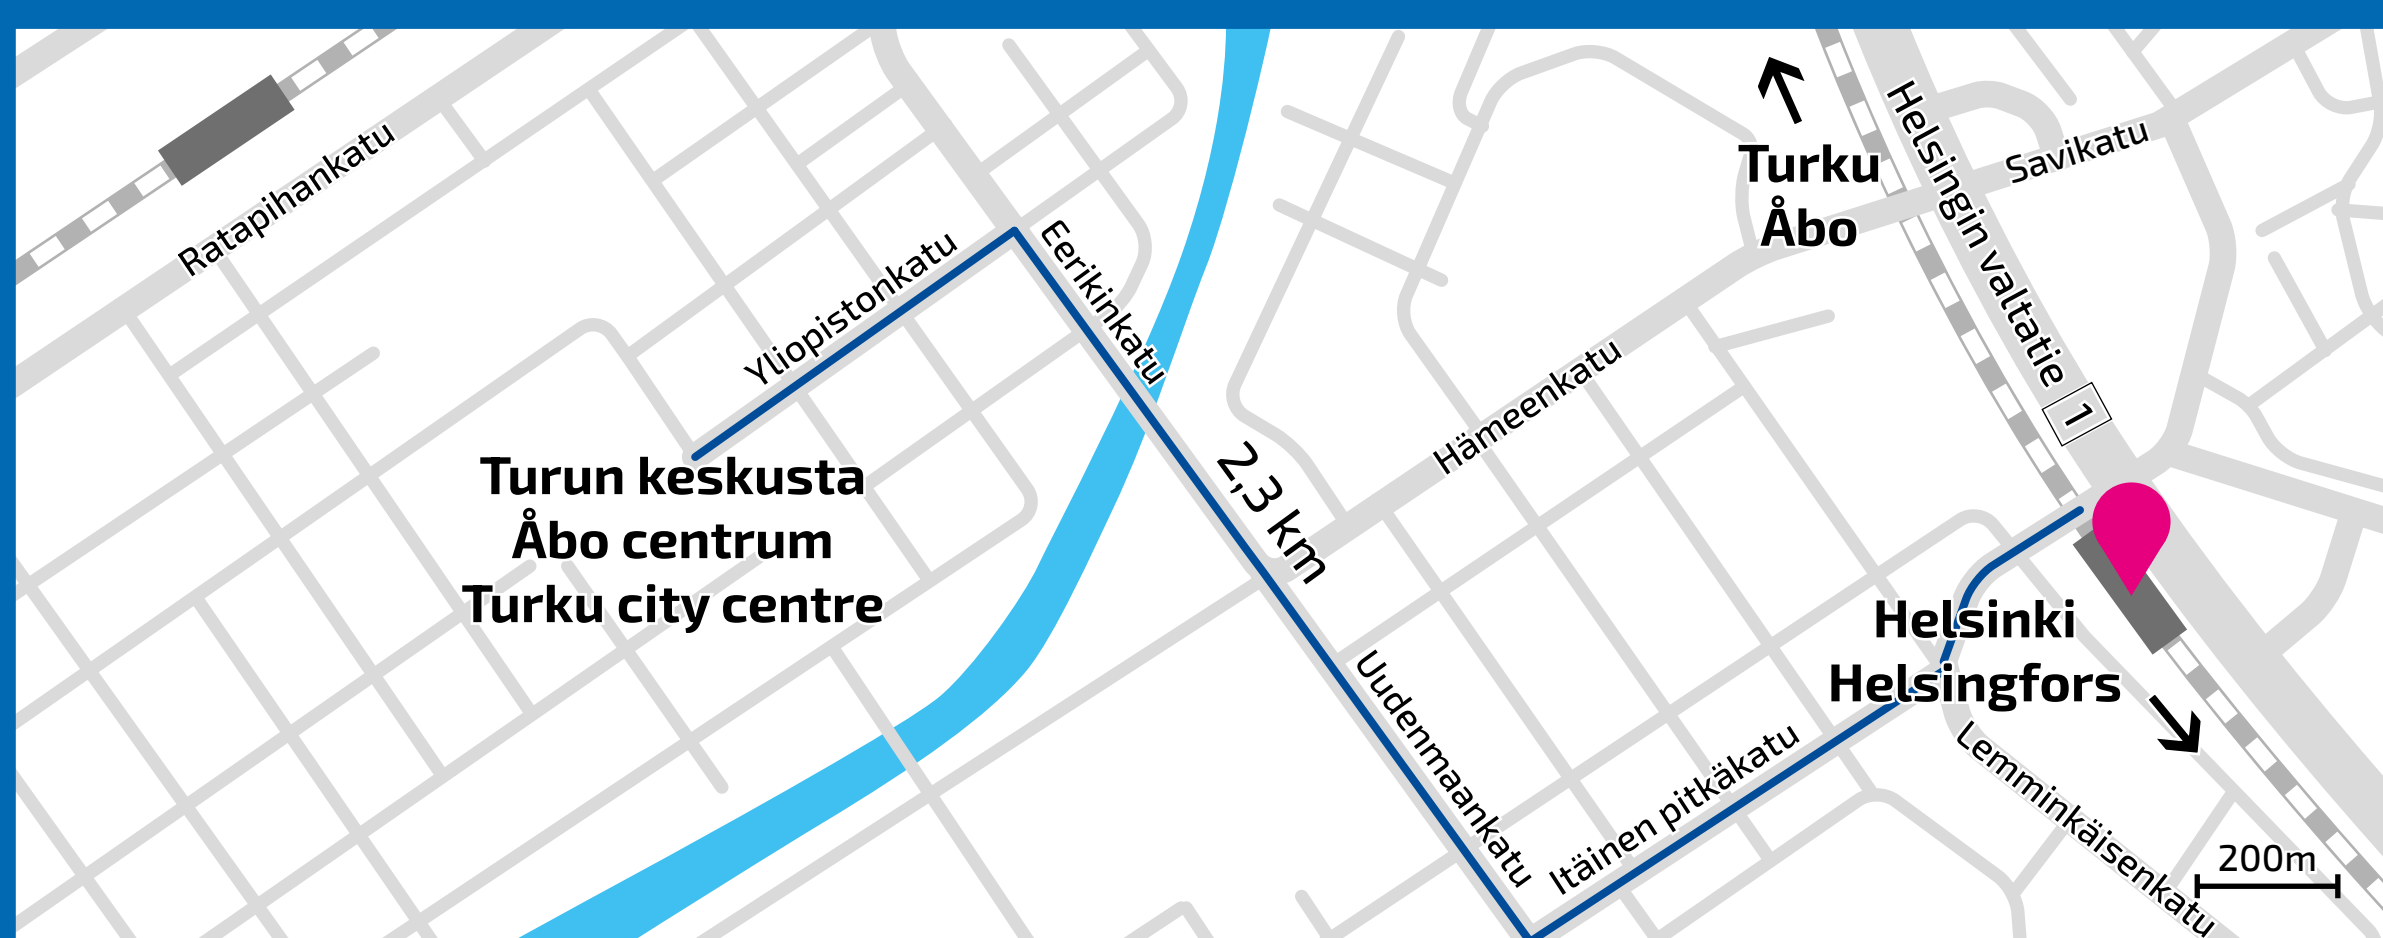 Ratapihankatu
Yliopistonkatu
Eerikinkatu
Turun keskusta
Åbo centrum
Turku city centre
2,3 km
Hämeenkatu
Uudenmaankatu
Itäinen pitkäkatu
Turku
Åbo
Helsingin valtatie
1
Savikatu
Helsinki
Helsingfors
Lemminkäisenkatu
200m